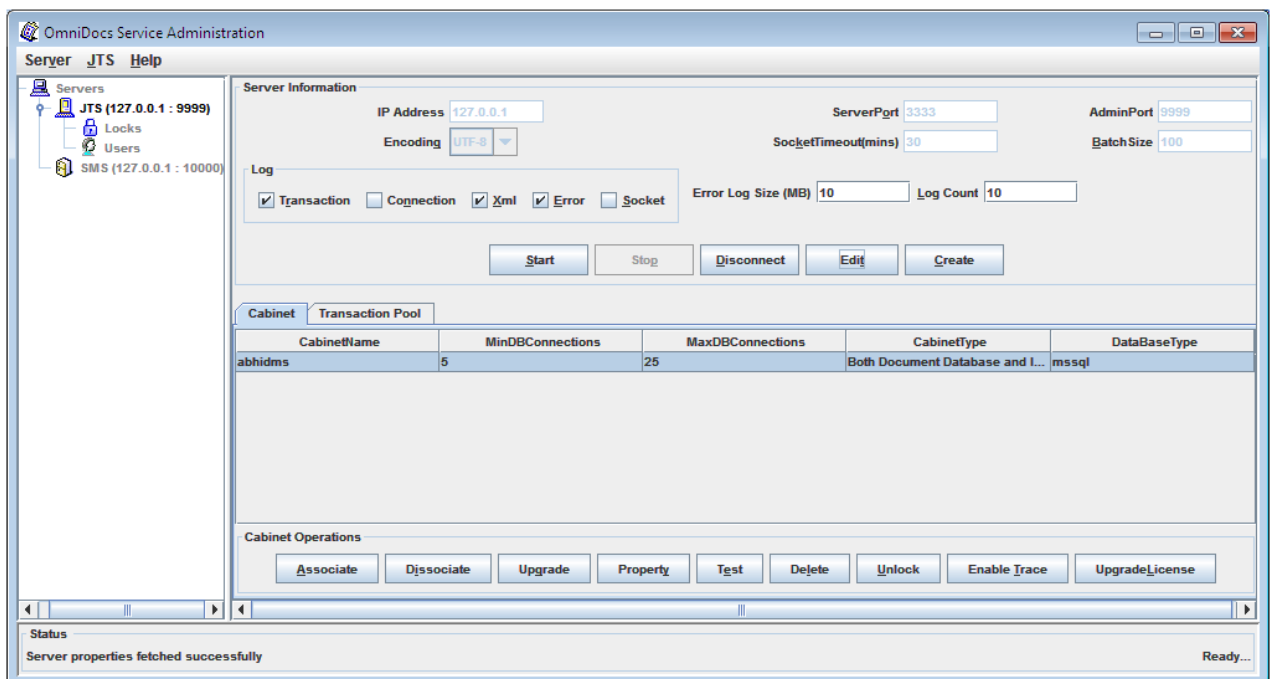 OmniDocs Service Administration
Server JTS Help
Servers
JTS (127.0.0.1 : 9999)
Locks
Users
SMS (127.0.0.1 : 10000)
Server Information
IP Address 127.0.0.1 ServerPort 3333 AdminPort 9999
Encoding UTF-8 SocketTimeout(mins) 30 BatchSize 100
Log
Transaction Connection Xml Error Socket Error Log Size (MB) 10 Log Count 10
Start Stop Disconnect Edit Create
Cabinet Transaction Pool
CabinetName MinDBConnections MaxDBConnections CabinetType DataBaseType
abhidms 5 25 Both Document Database and I... mssql
Cabinet Operations
Associate Dissociate Upgrade Property Test Delete Unlock Enable Trace UpgradeLicense
Status
Server properties fetched successfully Ready...